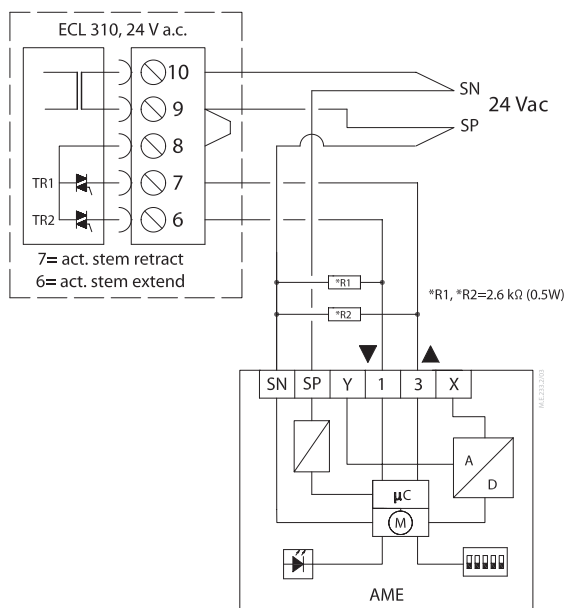 ECL 310, 24 V a.c.
10
9
8
7
6
TR1
TR2
7= act. stem retract
6= act. stem extend
SN
24 Vac
SP
*R1
*R2
*R1, *R2=2.6 kΩ (0.5W)
SN SP Y 1 3 X
A
D
μC
M
AME